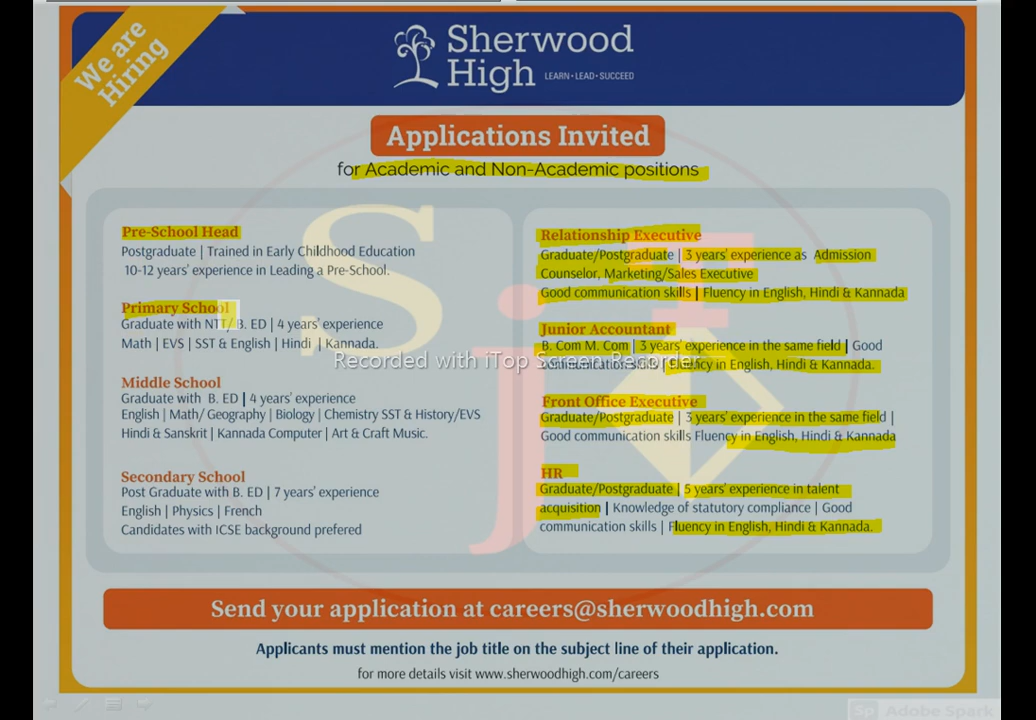 We are
Hiring
Sherwood
High LEARN • LEAD • SUCCEED
Applications Invited
for Academic and Non-Academic positions
Pre-School Head
Postgraduate | Trained in Early Childhood Education
10-12 years' experience in Leading a Pre-School.
Primary School
Graduate with NTT/ B. ED | 4 years' experience
Math | EVS | SST & English | Hindi | Kannada.
Middle School
Graduate with B. ED | 4 years' experience
English | Math/ Geography | Biology | Chemistry SST & History/EVS
Hindi & Sanskrit | Kannada Computer | Art & Craft Music.
Secondary School
Post Graduate with B. ED | 7 years' experience
English | Physics | French
Candidates with ICSE background prefered
Relationship Executive
Graduate/Postgraduate | 3 years' experience as Admission
Counselor, Marketing/Sales Executive
Good communication skills | Fluency in English, Hindi & Kannada
Junior Accountant
B. Com M. Com | 3 years' experience in the same field | Good
communication skills | Fluency in English, Hindi & Kannada.
Front Office Executive
Graduate/Postgraduate | 3 years' experience in the same field |
Good communication skills Fluency in English, Hindi & Kannada
HR
Graduate/Postgraduate | 5 years' experience in talent
acquisition | Knowledge of statutory compliance | Good
communication skills | Fluency in English, Hindi & Kannada.
Recorded with iTop Screen Recorder
Sj
Send your application at careers@sherwoodhigh.com
Applicants must mention the job title on the subject line of their application.
for more details visit www.sherwoodhigh.com/careers
Sp Adobe Spark